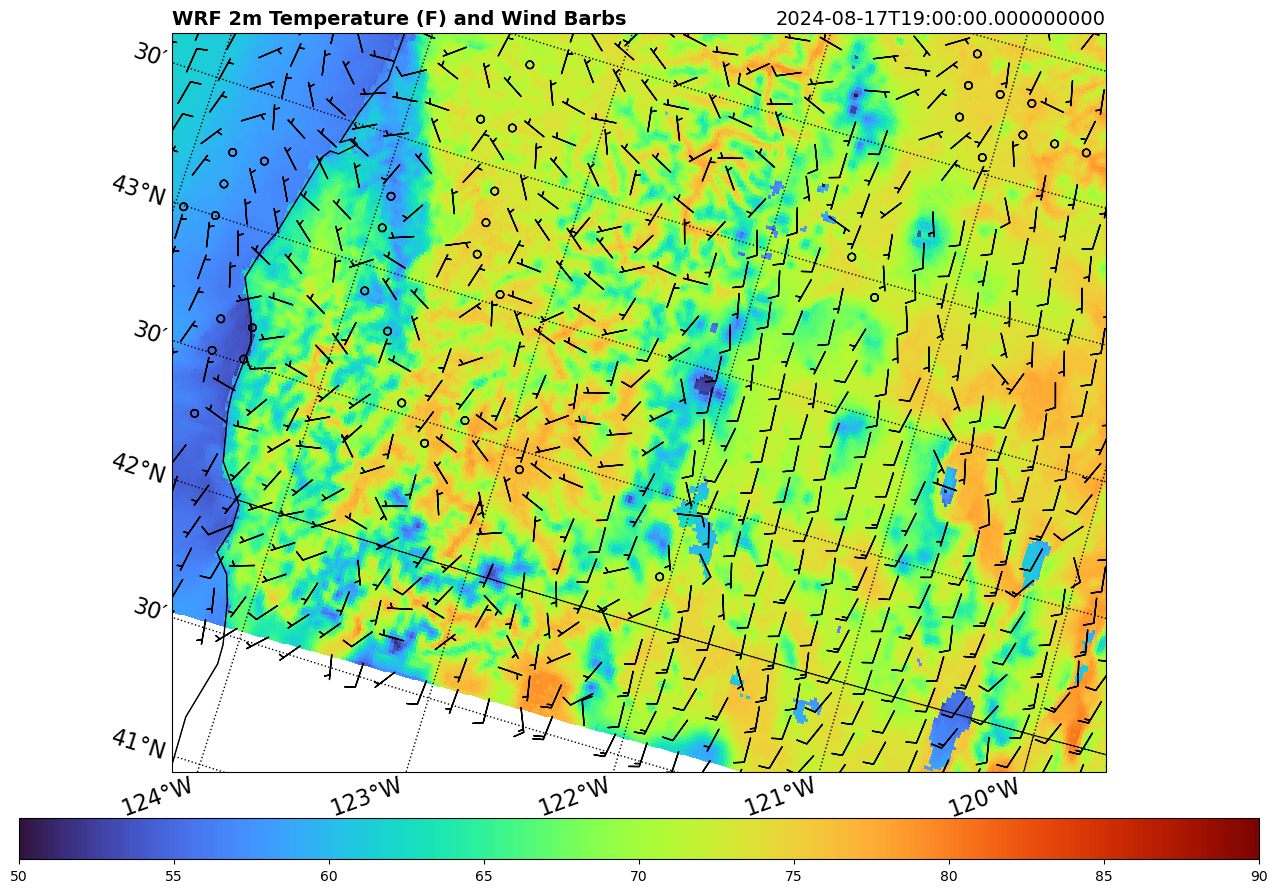 WRF 2m Temperature (F) and Wind Barbs 2024-08-17T19:00:00.000000000
30′
43°N
30′
42°N
30′
41°N
124°W 123°W 122°W 121°W 120°W
50 55 60 65 70 75 80 85 90